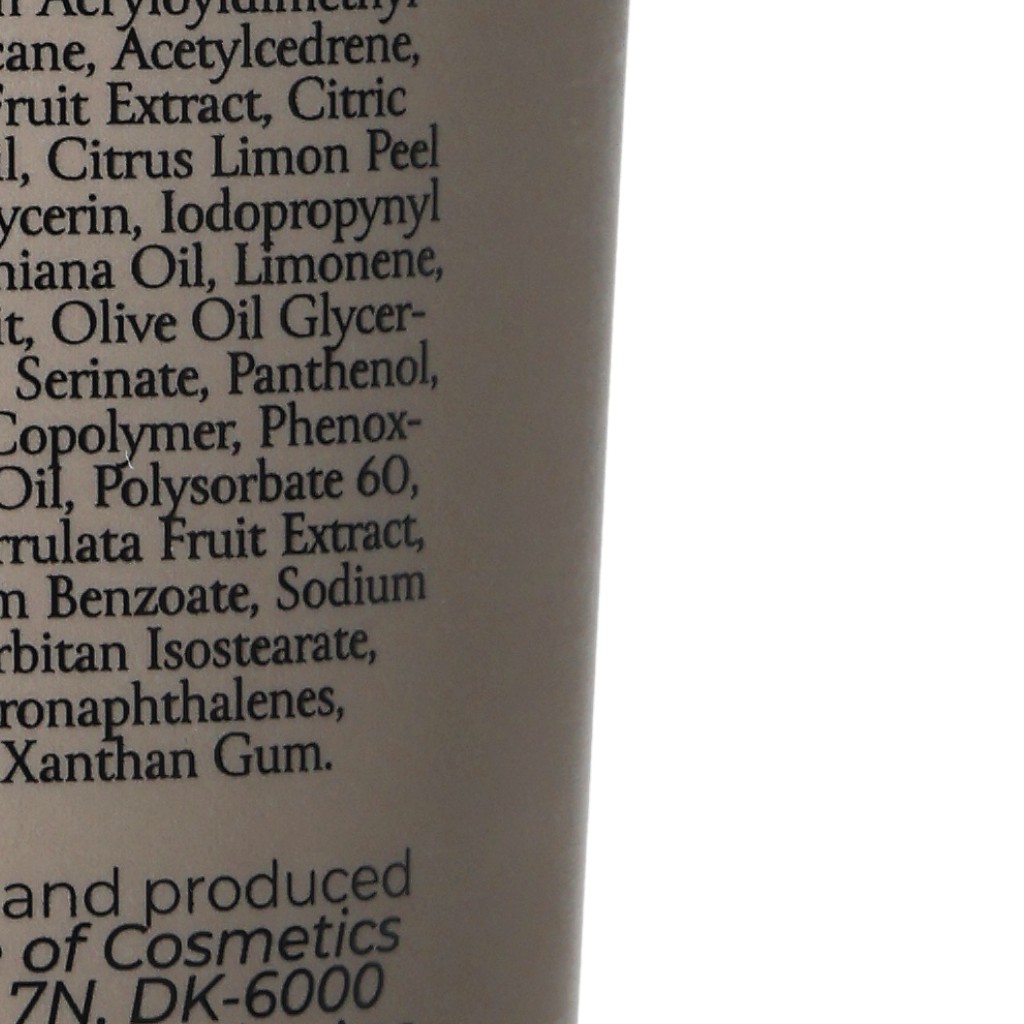 cane, Acetylcedrene,
Fruit Extract, Citric
l, Citrus Limon Peel
ycerin, Iodopropynyl
niana Oil, Limonene,
it, Olive Oil Glycer-
Serinate, Panthenol,
Copolymer, Phenox-
Oil, Polysorbate 60,
rrulata Fruit Extract,
m Benzoate, Sodium
rbitan Isostearate,
ronaphthalenes,
Xanthan Gum.
and produced
of Cosmetics
7N, DK-6000